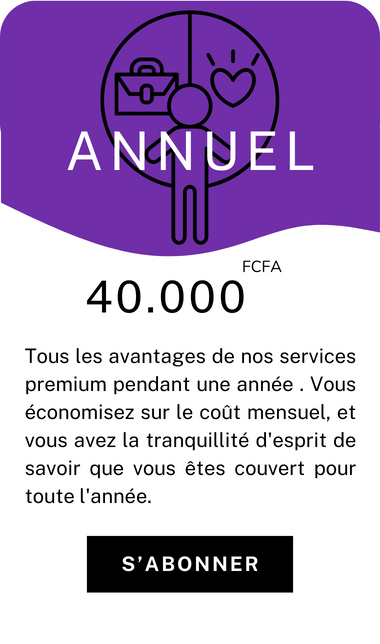 ANNUEL
FCFA
40.000
Tous les avantages de nos services
premium pendant une année . Vous
économisez sur le coût mensuel, et
vous avez la tranquillité d'esprit de
savoir que vous êtes couvert pour
toute l'année.
S’ABONNER